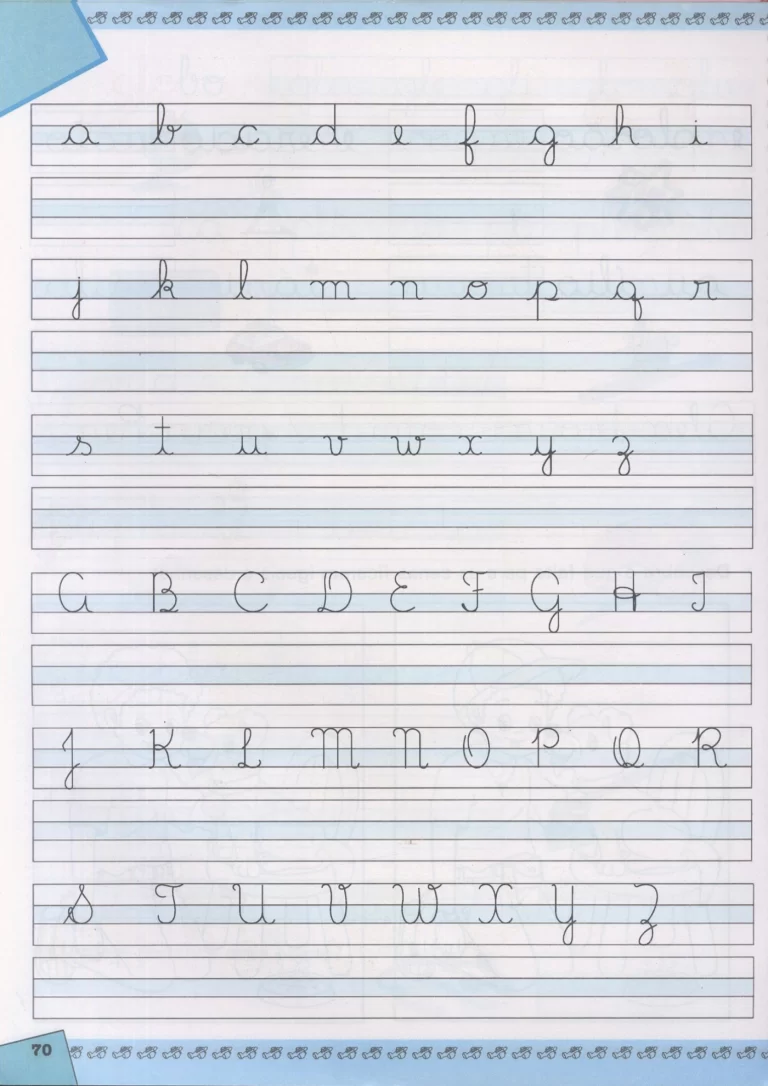 a b c d e f g h i
j k l m n o p q r
s t u v w x y z
A B C D E F G H I
J K L M N O P Q R
S T U V W X Y Z
70